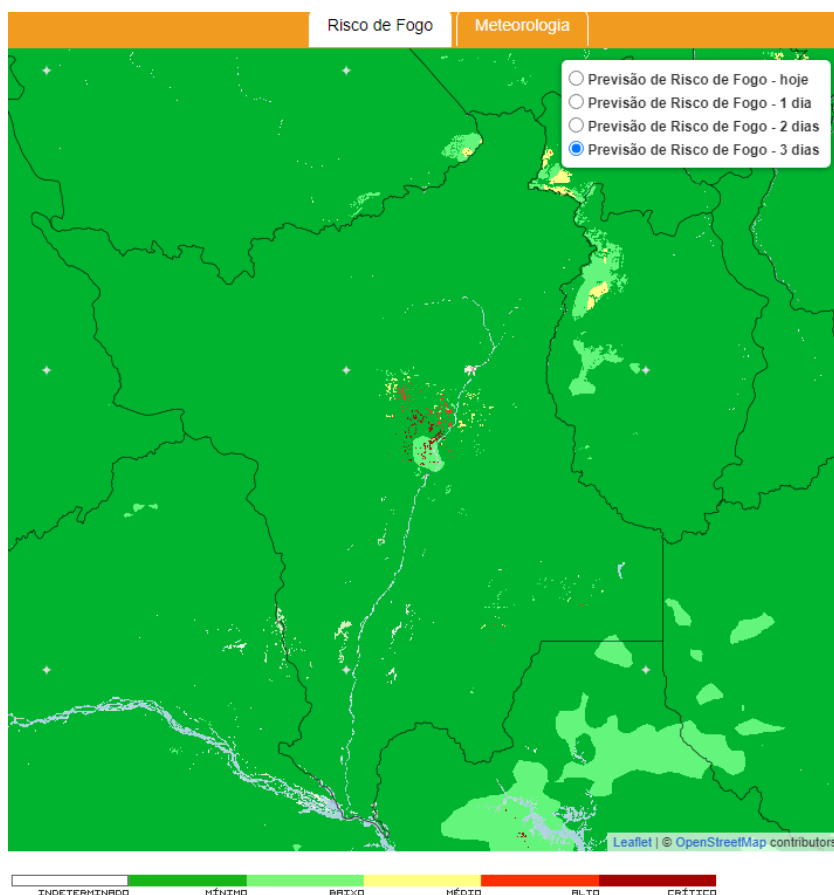 Risco de Fogo Meteorologia
Previsão de Risco de Fogo - hoje
Previsão de Risco de Fogo - 1 dia
Previsão de Risco de Fogo - 2 dias
Previsão de Risco de Fogo - 3 dias
Leaflet | © OpenStreetMap contributors
INDETERMINADO MÍNIMO BAIXO MÉDIO ALTO CRÍTICO